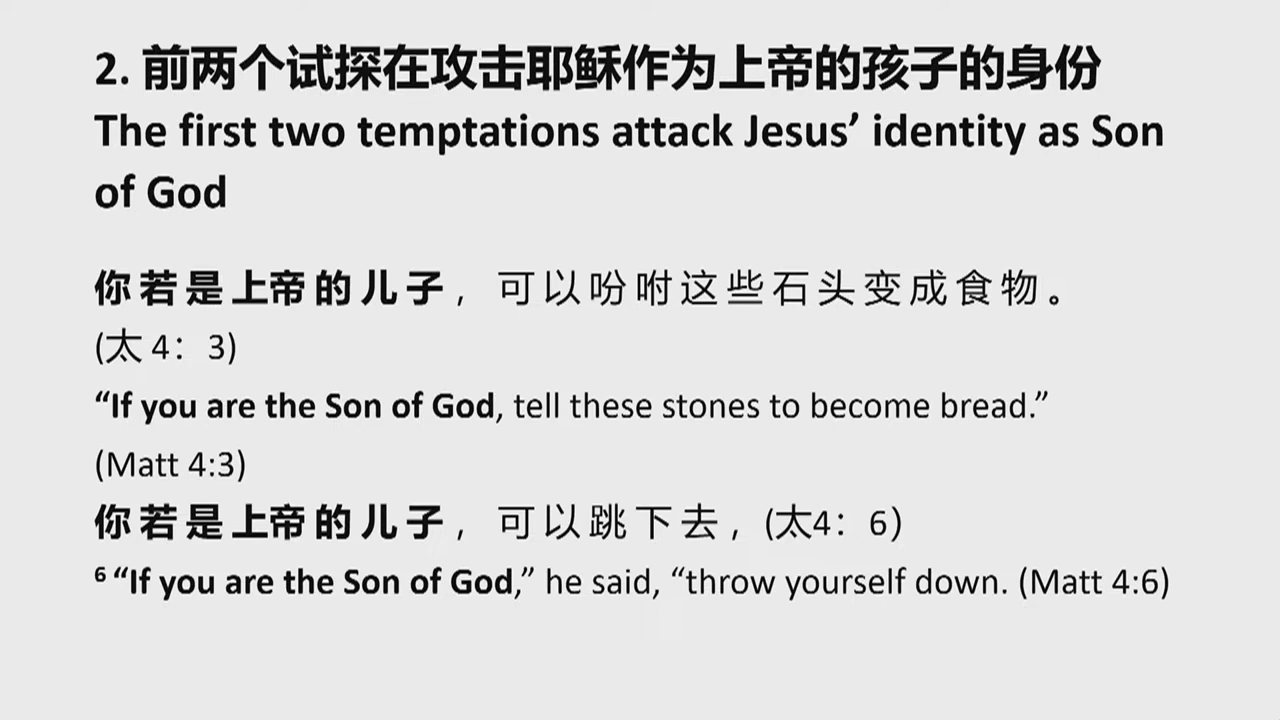 2. 前两个试探在攻击耶稣作为上帝的孩子的身份
The first two temptations attack Jesus’ identity as Son
of God
你若是上帝的儿子，可以吩咐这些石头变成食物。
(太 4：3)
“If you are the Son of God, tell these stones to become bread.”
(Matt 4:3)
你若是上帝的儿子，可以跳下去，(太4：6)
6 “If you are the Son of God,” he said, “throw yourself down. (Matt 4:6)